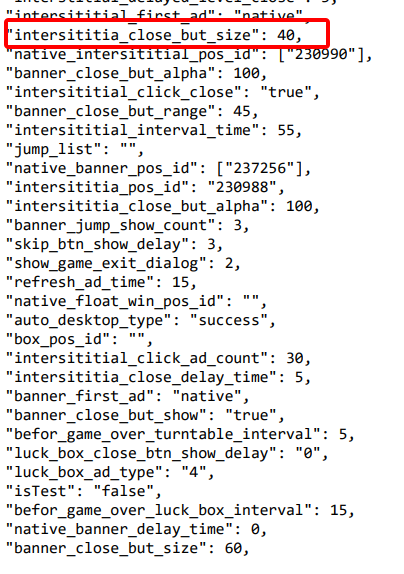 "intersititial_first_ad": "native",
"intersititia_close_but_size": 40,
"native_intersititial_pos_id": ["230990"],
"banner_close_but_alpha": 100,
"intersititial_click_close": "true",
"banner_close_but_range": 45,
"intersititial_interval_time": 55,
"jump_list": "",
"native_banner_pos_id": ["237256"],
"intersititia_pos_id": "230988",
"intersititia_close_but_alpha": 100,
"banner_jump_show_count": 3,
"skip_btn_show_delay": 3,
"show_game_exit_dialog": 2,
"refresh_ad_time": 15,
"native_float_win_pos_id": "",
"auto_desktop_type": "success",
"box_pos_id": "",
"intersititial_click_ad_count": 30,
"intersititia_close_delay_time": 5,
"banner_first_ad": "native",
"banner_close_but_show": "true",
"befor_game_over_turntable_interval": 5,
"luck_box_close_btn_show_delay": "0",
"luck_box_ad_type": "4",
"isTest": "false",
"befor_game_over_luck_box_interval": 15,
"native_banner_delay_time": 0,
"banner_close_but_size": 60,